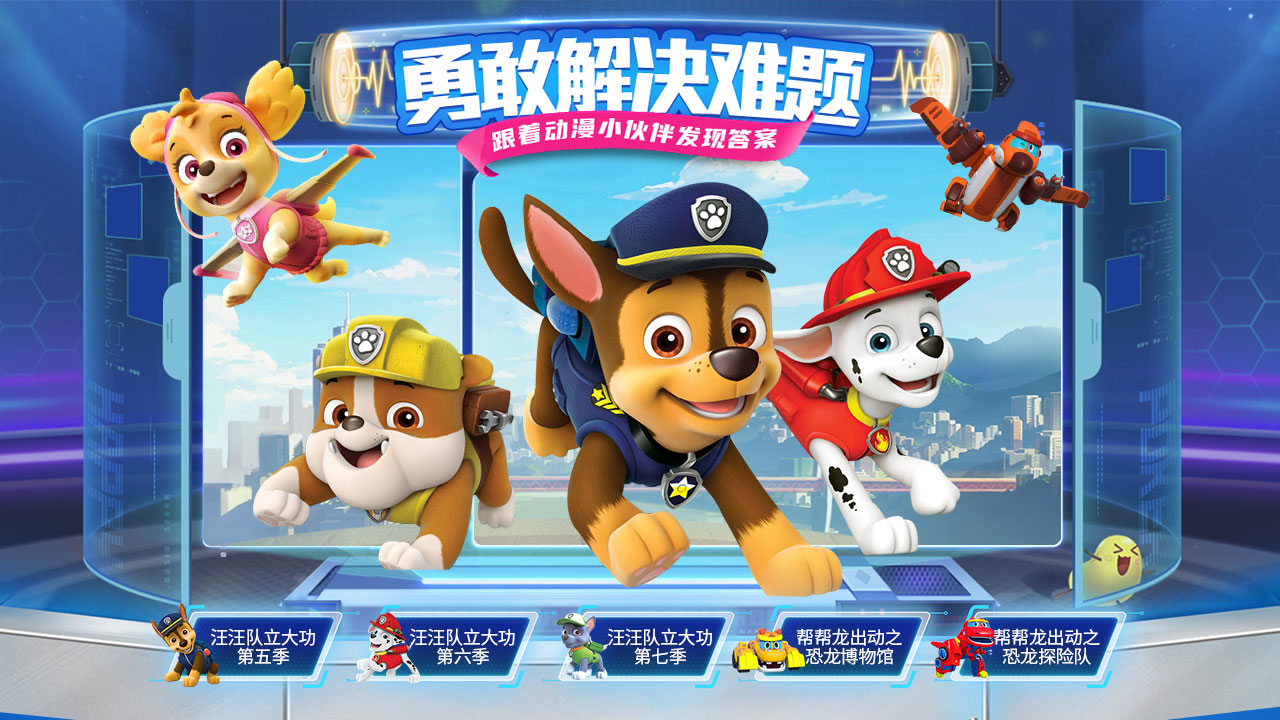 勇敢解决难题
跟着动漫小伙伴发现答案
汪汪队立大功
第五季
汪汪队立大功
第六季
汪汪队立大功
第七季
帮帮龙出动之
恐龙博物馆
帮帮龙出动之
恐龙探险队